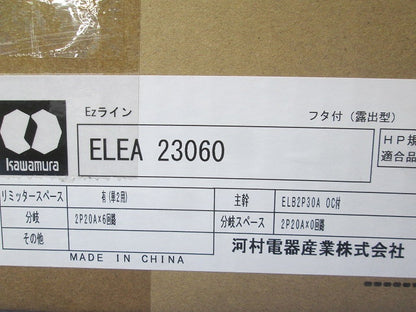 Ezライン
フタ付 (露出型)
kawamura
ELEA 23060
HP規
適合品
リミッタースペース 有(単2用) 主幹 ELB2P30A OC付
分岐 2P20A×6回路 分岐スペース 2P20A×0回路
その他
河村電器産業株式会社
MADE IN CHINA